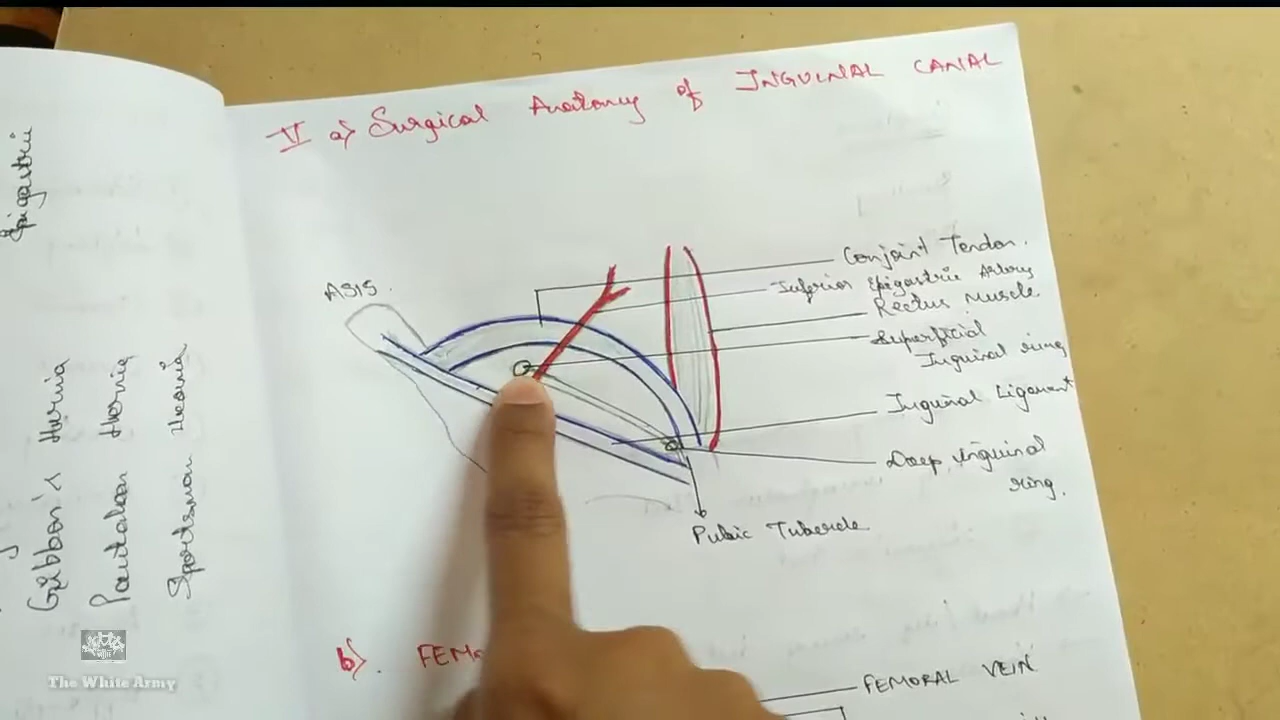 Epigastric
Gibbon's Hernia
Pantaloon Hernia
Sportsman Hernia
V a) Surgical Anatomy of INGUINAL CANAL
ASIS.
Conjoint Tendon.
Inferior Epigastric Artery
Rectus Muscle
Superficial
Inguinal ring
Inguinal Ligament
Deep Inguinal
ring.
Pubic Tubercle
b). FEM
FEMORAL VEIN
The White Army